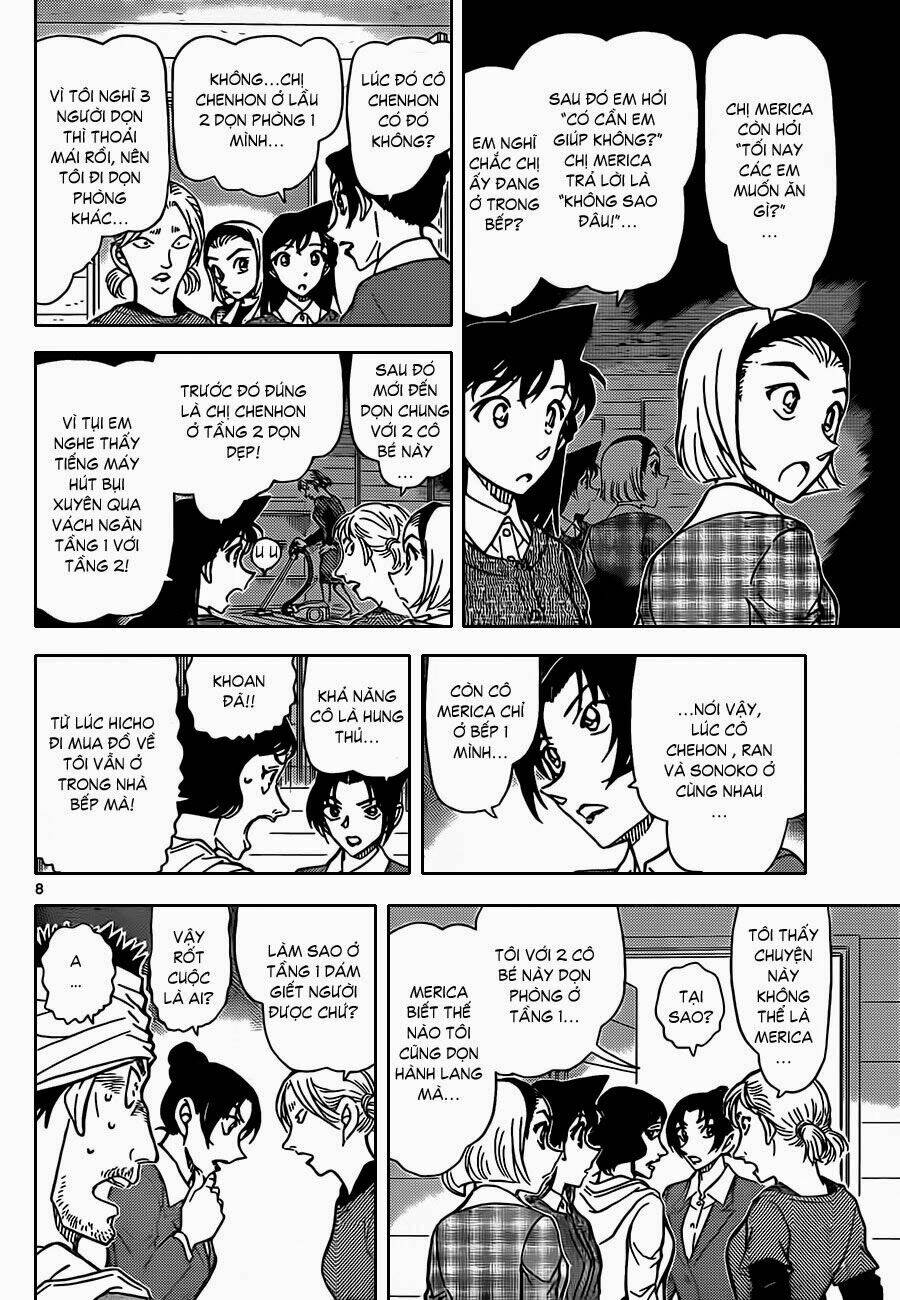 CHỊ MERICA
CÒN HỎI
"TỐI NAY
CÁC EM
MUỐN ĂN
GÌ?"
...
SAU ĐÓ EM HỎI
"CÓ CẦN EM
GIÚP KHÔNG?"
CHỊ MERICA
TRẢ LỜI LÀ
"KHÔNG SAO
ĐÂU!"...
EM NGHĨ
CHẮC CHỊ
ẤY ĐANG
Ở TRONG
BẾP?
LÚC ĐÓ CÔ
CHENHON
CÓ ĐÓ
KHÔNG?
KHÔNG...CHỊ
CHENHON Ở LẦU
2 DỌN PHÒNG 1
MÌNH...
VÌ TÔI NGHĨ 3
NGƯỜI DỌN
THÌ THOẢI
MÁI RỒI, NÊN
TÔI ĐI DỌN
PHÒNG
KHÁC...
SAU ĐÓ
MỚI ĐẾN
DỌN CHUNG
VỚI 2 CÔ
BÉ NÀY
...
TRƯỚC ĐÓ ĐÚNG
LÀ CHỊ CHENHON
Ở TẦNG 2 DỌN
DẸP!
VÌ TỤI EM
NGHE THẤY
TIẾNG MÁY
HÚT BỤI
XUYÊN QUA
VÁCH NGĂN
TẦNG 1 VỚI
TẦNG 2!
U U
...NÓI VẬY,
LÚC CÔ
CHEHON , RAN
VÀ SONOKO Ở
CÙNG NHAU
...
CÒN CÔ
MERICA CHỈ
Ở BẾP 1
MÌNH...
KHẢ NĂNG
CÔ LÀ HUNG
THỦ...
KHOAN
ĐÃ!!
TỪ LÚC HICHO
ĐI MUA ĐỒ VỀ
TÔI VẪN Ở
TRONG NHÀ
BẾP MÀ!
8
TÔI THẤY
CHUYỆN
NÀY
KHÔNG
THỂ LÀ
MERICA
...
TẠI
SAO?
TÔI VỚI 2 CÔ
BÉ NÀY DỌN
PHÒNG Ở
TẦNG 1...
MERICA
BIẾT THẾ
NÀO TÔI
CŨNG DỌN
HÀNH LANG
MÀ...
LÀM SAO Ở
TẦNG 1 DÁM
GIẾT NGƯỜI
ĐƯỢC CHỨ?
VẬY
RỐT
CUỘC
LÀ AI?
A
...